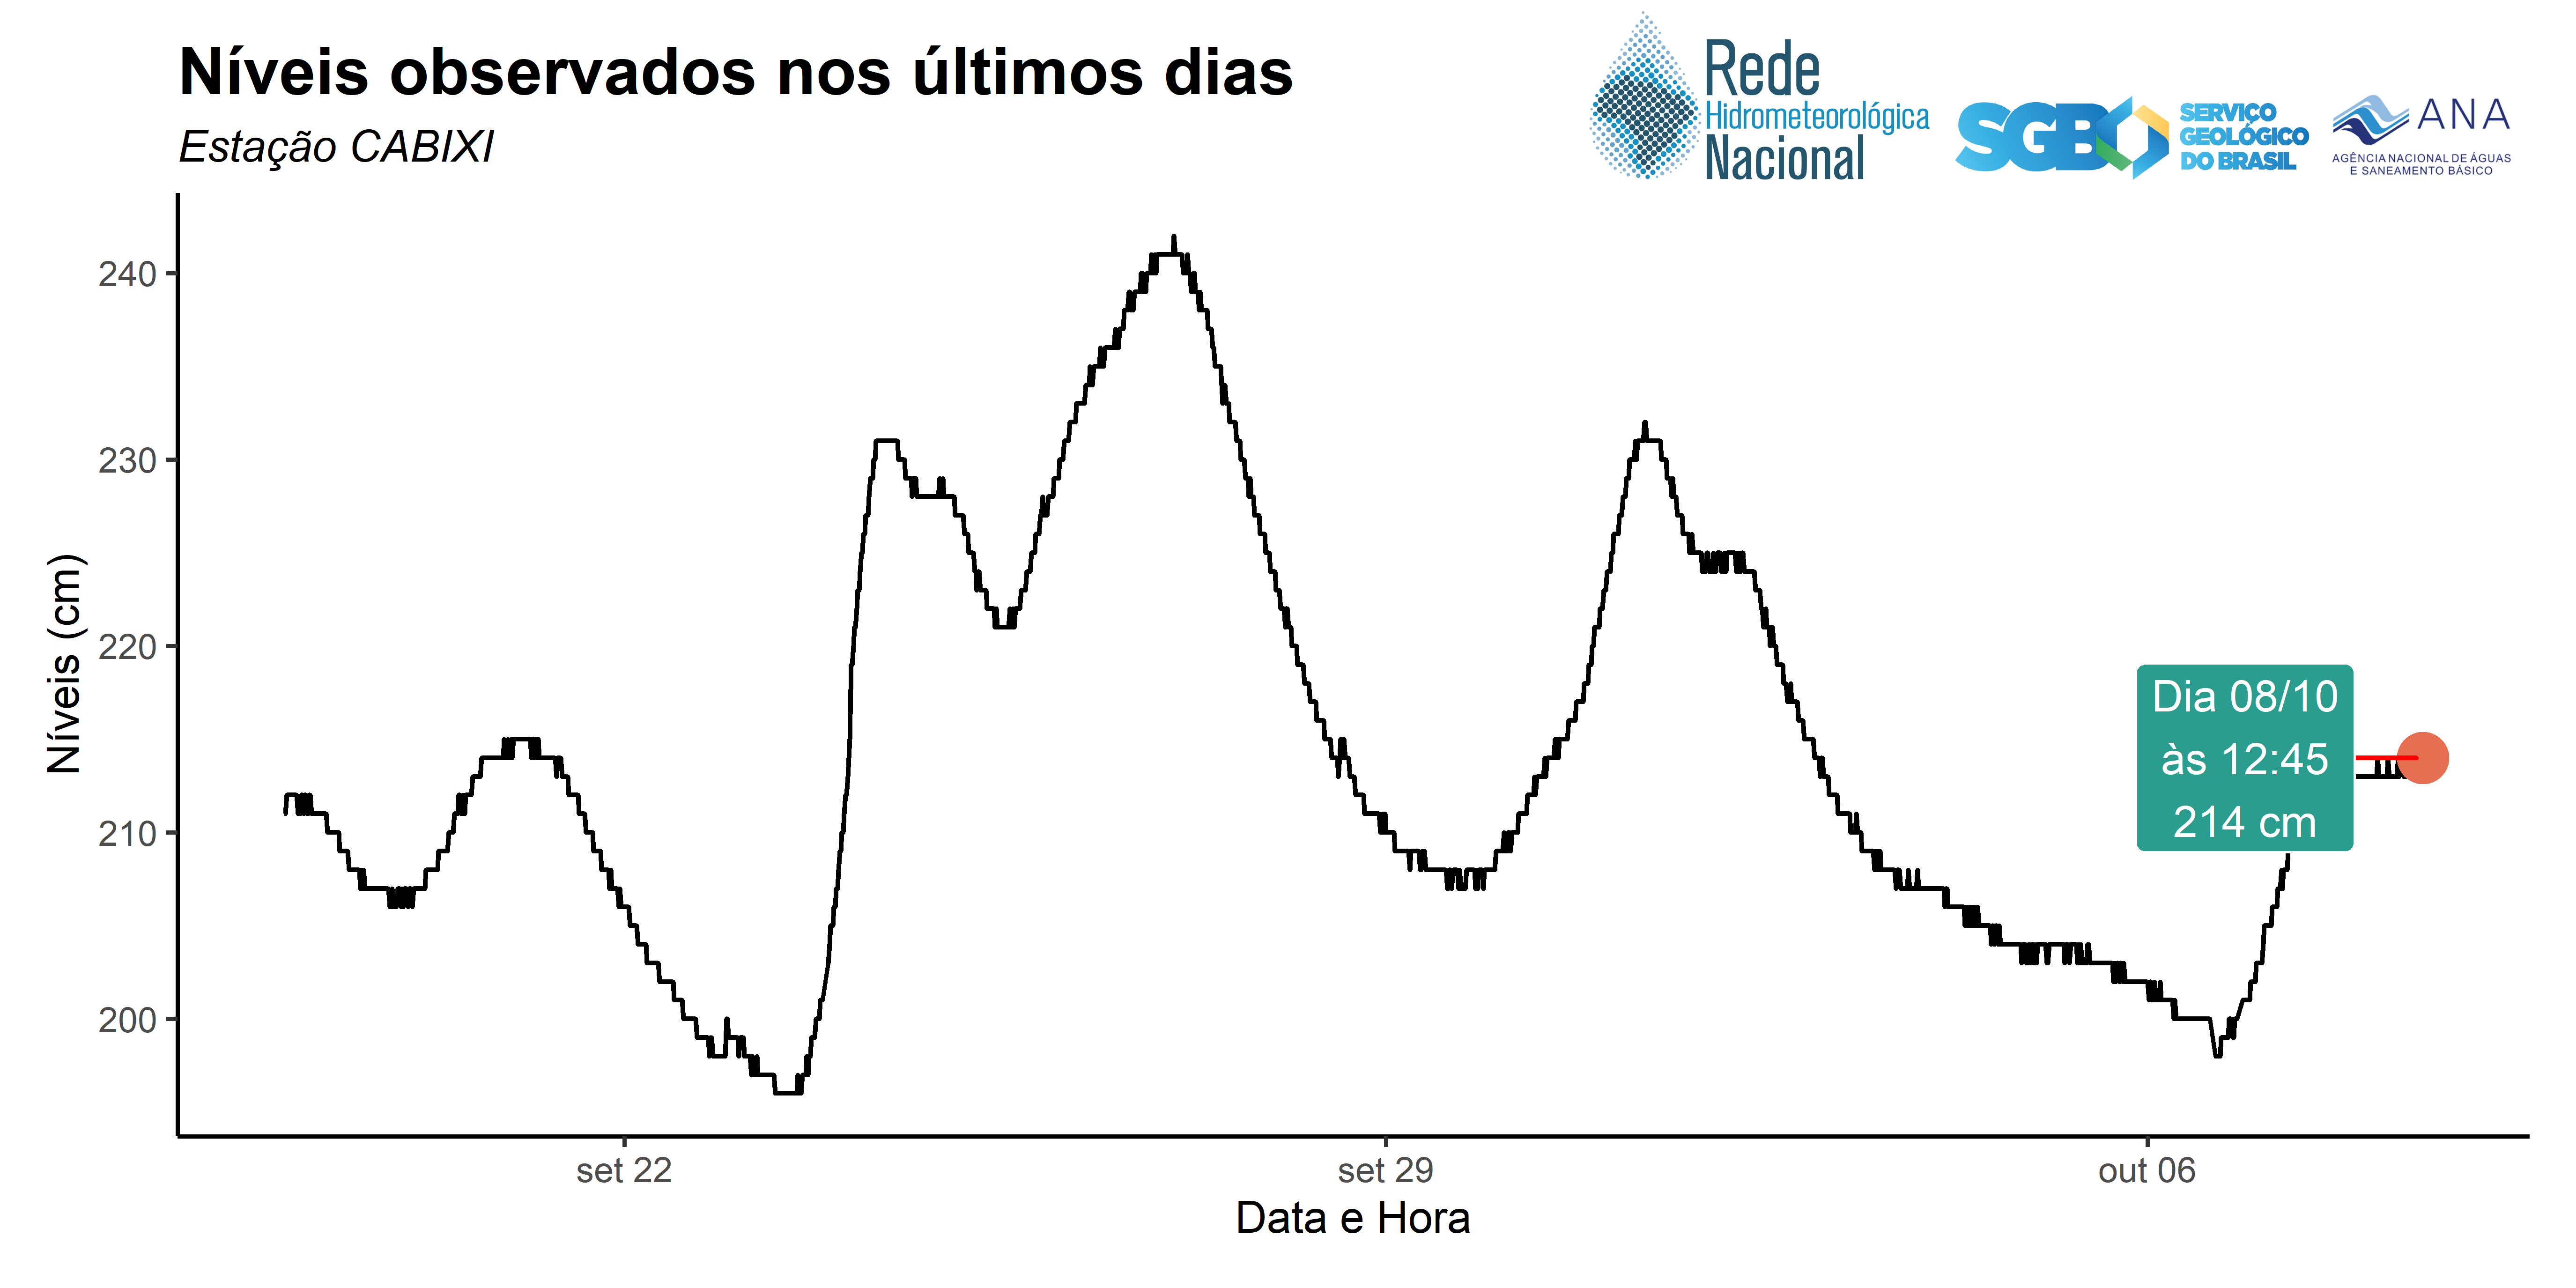 Níveis observados nos últimos dias
Estação CABIXI
Rede
Hidrometeorológica
Nacional
SGB
SERVIÇO
GEOLÓGICO
DO BRASIL
ANA
AGÊNCIA NACIONAL DE ÁGUAS
E SANEAMENTO BÁSICO
Níveis (cm)
240
230
220
210
200
Dia 08/10
às 12:45
214 cm
set 22
set 29
out 06
Data e Hora